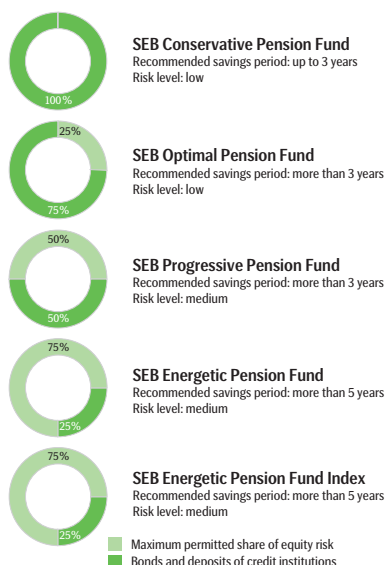 SEB Conservative Pension Fund
Recommended savings period: up to 3 years
Risk level: low
100%
25%
SEB Optimal Pension Fund
Recommended savings period: more than 3 years
Risk level: low
75%
50%
SEB Progressive Pension Fund
Recommended savings period: more than 3 years
Risk level: medium
50%
75%
SEB Energetic Pension Fund
Recommended savings period: more than 5 years
Risk level: medium
25%
75%
SEB Energetic Pension Fund Index
Recommended savings period: more than 5 years
Risk level: medium
25%
Maximum permitted share of equity risk
Bonds and deposits of credit institutions